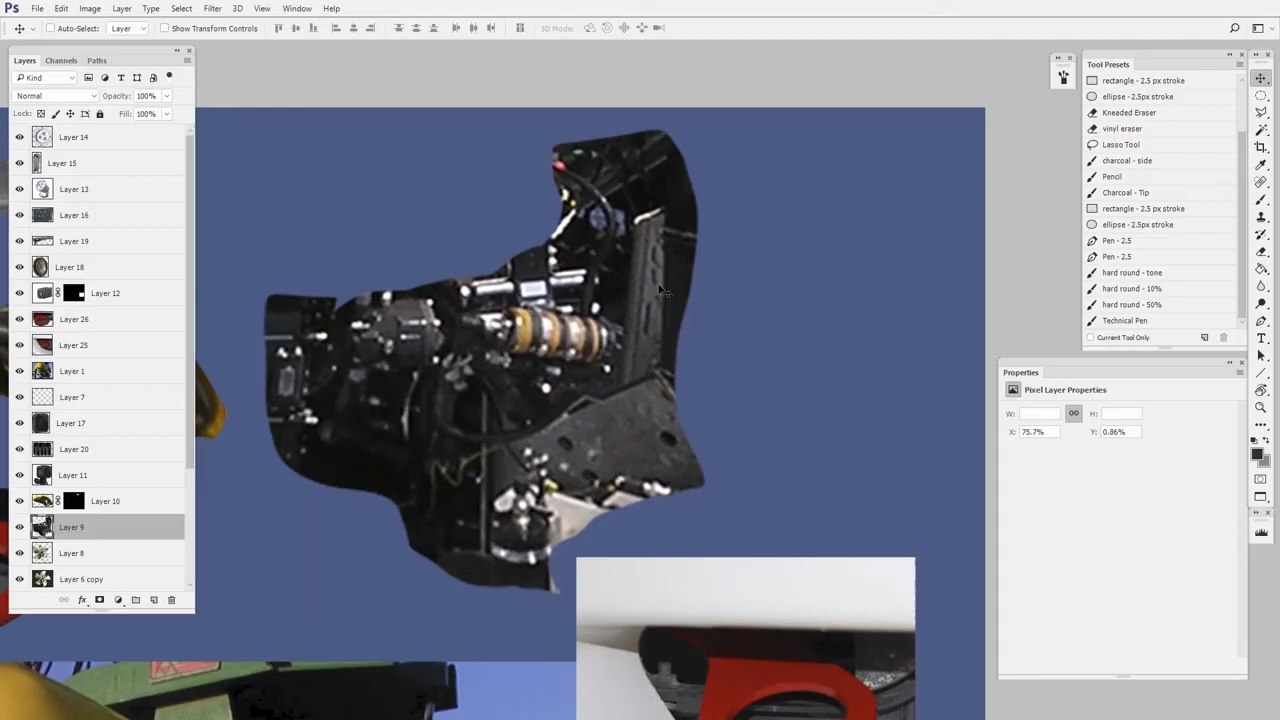 Ps File Edit Image Layer Type Select Filter 3D View Window Help
Auto-Select: Layer Show Transform Controls 3D Mode:
Layers Channels Paths
Kind
Normal Opacity: 100%
Lock: Fill: 100%
Layer 14
Layer 15
Layer 13
Layer 16
Layer 19
Layer 18
Layer 12
Layer 26
Layer 25
Layer 1
Layer 7
Layer 17
Layer 20
Layer 11
Layer 10
Layer 9
Layer 8
Layer 6 copy
fx
Tool Presets
rectangle - 2.5 px stroke
ellipse - 2.5px stroke
Kneaded Eraser
vinyl eraser
Lasso Tool
charcoal - side
Pencil
Charcoal - Tip
rectangle - 2.5 px stroke
ellipse - 2.5px stroke
Pen - 2.5
Pen - 2.5
hard round - tone
hard round - 10%
hard round - 50%
Technical Pen
Current Tool Only
Properties
Pixel Layer Properties
W: H:
X: 75.7% Y: 0.86%